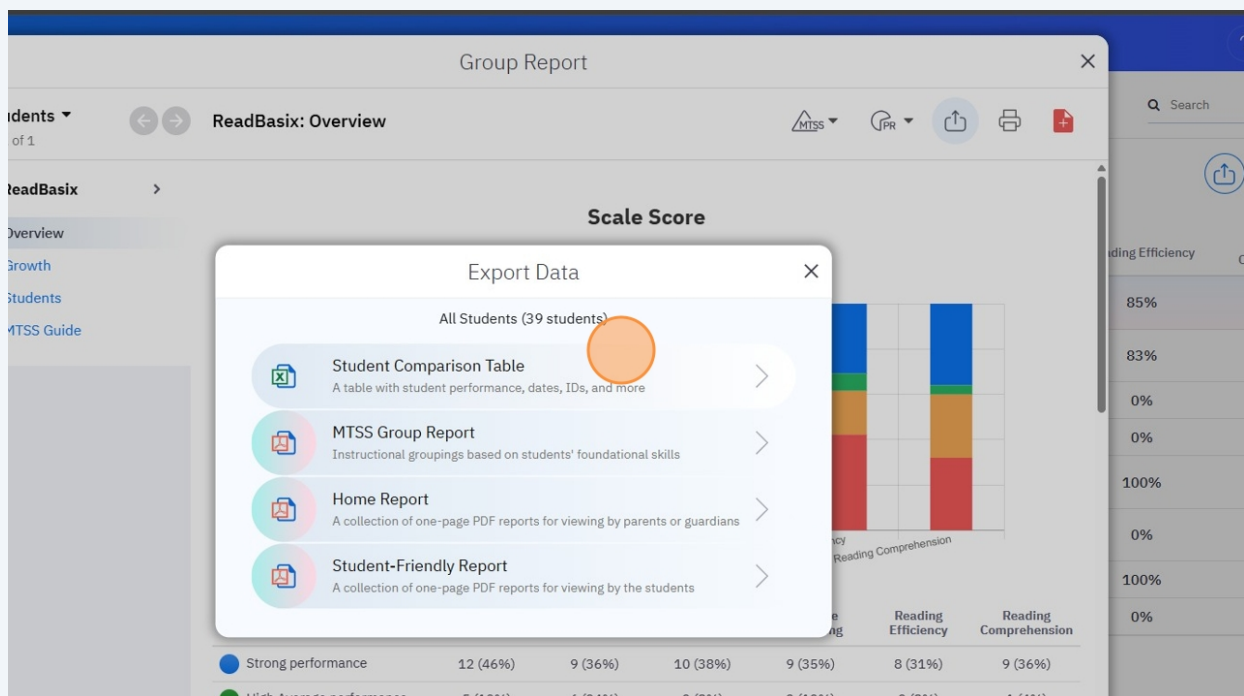 Group Report
Search
ReadBasix: Overview
MTSS
PR
of 1
Scale Score
Export Data
All Students (39 students)
Student Comparison Table
A table with student performance, dates, IDs, and more
MTSS Group Report
Instructional groupings based on students' foundational skills
Home Report
A collection of one-page PDF reports for viewing by parents or guardians
Student-Friendly Report
A collection of one-page PDF reports for viewing by the students
Overview
Growth
Students
MTSS Guide
Reading Comprehension
Efficiency
85%
83%
0%
0%
100%
0%
100%
0%
Reading Efficiency
Reading Comprehension
Strong performance 12 (46%) 9 (36%) 10 (38%) 9 (35%) 8 (31%) 9 (36%)